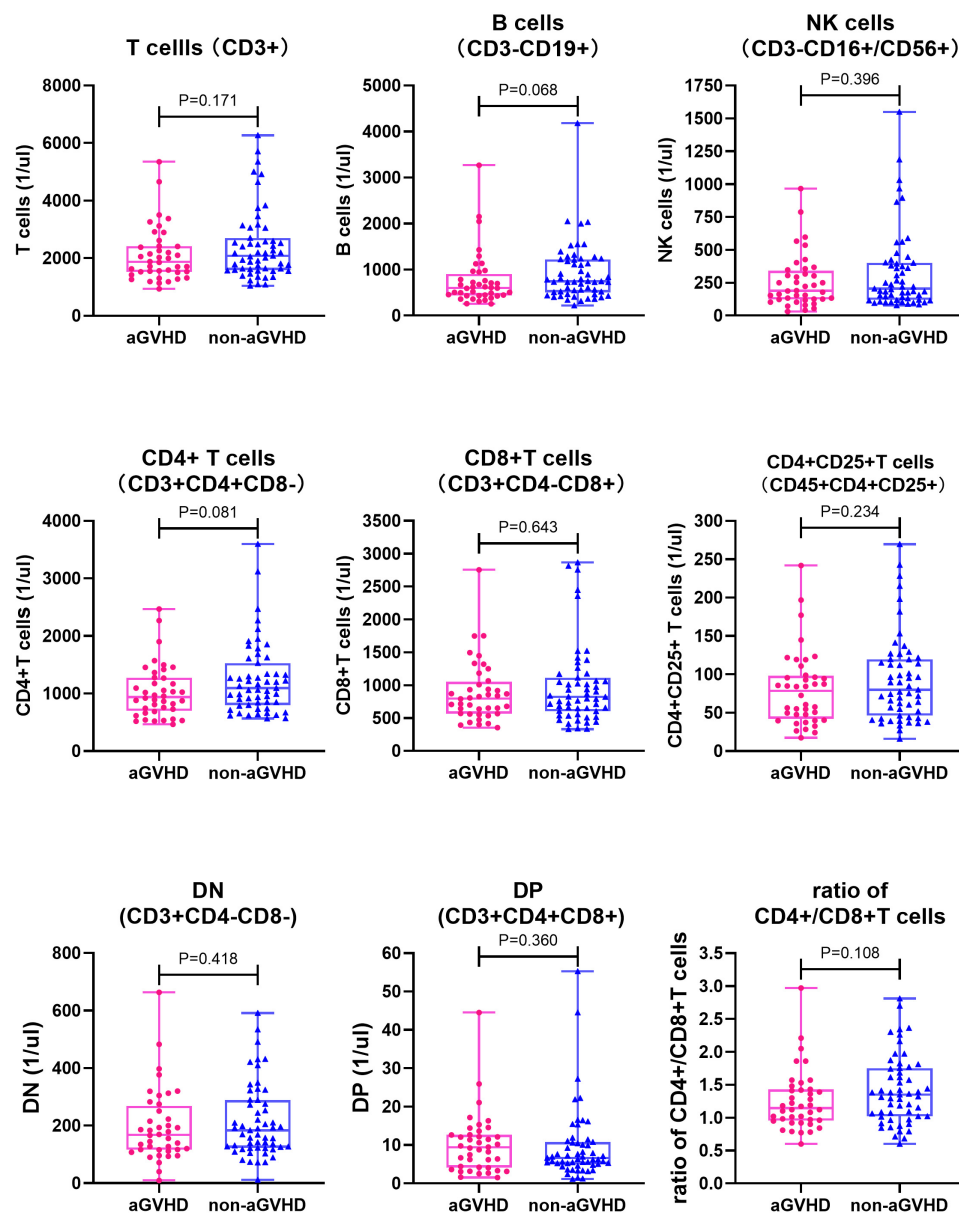 T cellls（CD3+）
T cells (1/ul)
8000
6000
4000
2000
0
P=0.171
aGVHD
non-aGVHD
B cells
（CD3-CD19+）
B cells (1/ul)
5000
4000
3000
2000
1000
0
P=0.068
aGVHD
non-aGVHD
NK cells
（CD3-CD16+/CD56+）
NK cells (1/ul)
1750
1500
1250
1000
750
500
250
0
P=0.396
aGVHD
non-aGVHD
CD4+ T cells
（CD3+CD4+CD8-）
CD4+T cells (1/ul)
4000
3000
2000
1000
0
P=0.081
aGVHD
non-aGVHD
CD8+T cells
（CD3+CD4-CD8+）
CD8+T cells (1/ul)
3500
3000
2500
2000
1500
1000
500
0
P=0.643
aGVHD
non-aGVHD
CD4+CD25+T cells
（CD45+CD4+CD25+）
CD4+CD25+ T cells (1/ul)
300
250
200
150
100
50
0
P=0.234
aGVHD
non-aGVHD
DN
(CD3+CD4-CD8-)
DN (1/ul)
800
600
400
200
0
P=0.418
aGVHD
non-aGVHD
DP
(CD3+CD4+CD8+)
DP (1/ul)
60
50
40
30
20
10
0
P=0.360
aGVHD
non-aGVHD
ratio of
CD4+/CD8+T cells
ratio of CD4+/CD8+T cells
3.5
3.0
2.5
2.0
1.5
1.0
0.5
0.0
P=0.108
aGVHD
non-aGVHD